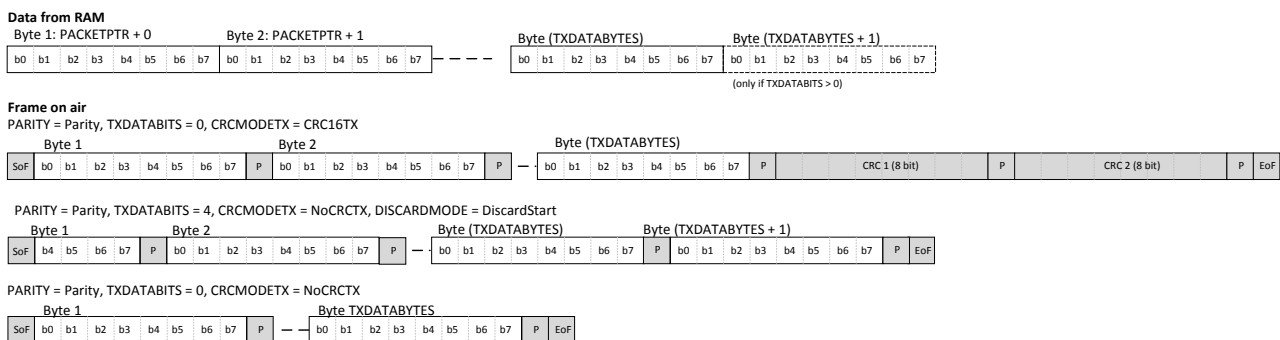 Data from RAM
Byte 1: PACKETPTR + 0 Byte 2: PACKETPTR + 1 Byte (TXDATABYTES) Byte (TXDATABYTES + 1)
b0 b1 b2 b3 b4 b5 b6 b7 b0 b1 b2 b3 b4 b5 b6 b7 b0 b1 b2 b3 b4 b5 b6 b7 b0 b1 b2 b3 b4 b5 b6 b7
(only if TXDATABITS > 0)
Frame on air
PARITY = Parity, TXDATABITS = 0, CRCMODETX = CRC16TX
Byte 1 Byte 2 Byte (TXDATABYTES)
SoF b0 b1 b2 b3 b4 b5 b6 b7 P b0 b1 b2 b3 b4 b5 b6 b7 P b0 b1 b2 b3 b4 b5 b6 b7 P CRC 1 (8 bit) P CRC 2 (8 bit) P EoF
PARITY = Parity, TXDATABITS = 4, CRCMODETX = NoCRCTX, DISCARDMODE = DiscardStart
Byte 1 Byte 2 Byte (TXDATABYTES) Byte (TXDATABYTES + 1)
SoF b4 b5 b6 b7 P b0 b1 b2 b3 b4 b5 b6 b7 P b0 b1 b2 b3 b4 b5 b6 b7 P b0 b1 b2 b3 b4 b5 b6 b7 P EoF
PARITY = Parity, TXDATABITS = 0, CRCMODETX = NoCRCTX
Byte 1 Byte TXDATABYTES
SoF b0 b1 b2 b3 b4 b5 b6 b7 P b0 b1 b2 b3 b4 b5 b6 b7 P EoF